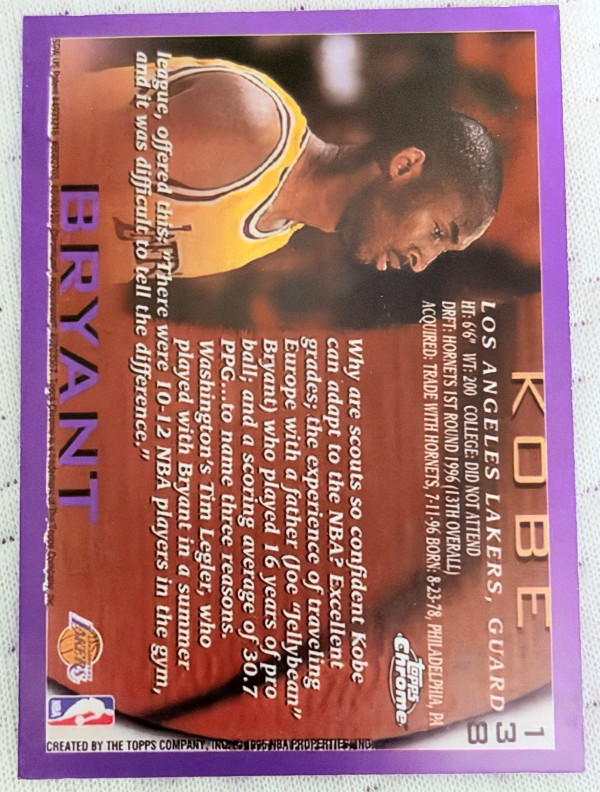 138
KOBE
LOS ANGELES LAKERS, GUARD
HT: 6'6" WT: 200 COLLEGE: DID NOT ATTEND
DRFT: HORNETS 1ST ROUND 1996 (13TH OVERALL)
ACQUIRED: TRADE WITH HORNETS, 7-11-96 BORN: 8-23-78, PHILADELPHIA, PA
topps
Chrome
Why are scouts so confident Kobe
can adapt to the NBA? Excellent
grades; the experience of traveling
Europe with a father (Joe "Jellybean"
Bryant) who played 16 years of pro
ball; and a scoring average of 30.7
PPG...to name three reasons.
Washington's Tim Legler, who
played with Bryant in a summer
league, offered this: "There were 10-12 NBA players in the gym,
and it was difficult to tell the difference,"
BRYANT
LAKERS
NBA
CREATED BY THE TOPPS COMPANY, INC. 1996 NBA PROPERTIES, INC.